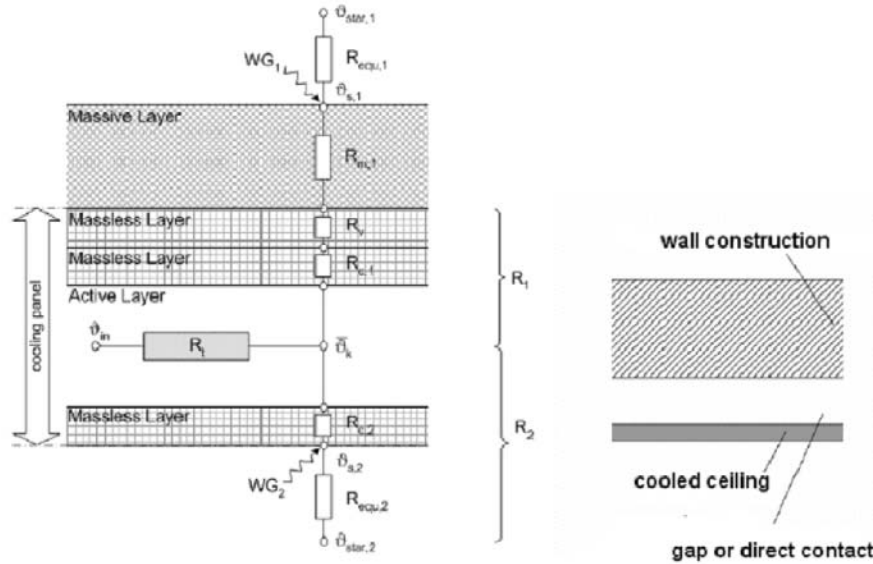 ϑstar,1
Requ,1
WG1
ϑs,1
Massive Layer
Rm,1
Massless Layer
Rv
Massless Layer
Rc,1
R1
Active Layer
cooling panel
ϑin
Rt
ϑ̄k
Massless Layer
Rc,2
R2
WG2
ϑs,2
Requ,2
ϑstar,2
wall construction
cooled ceiling
gap or direct contact